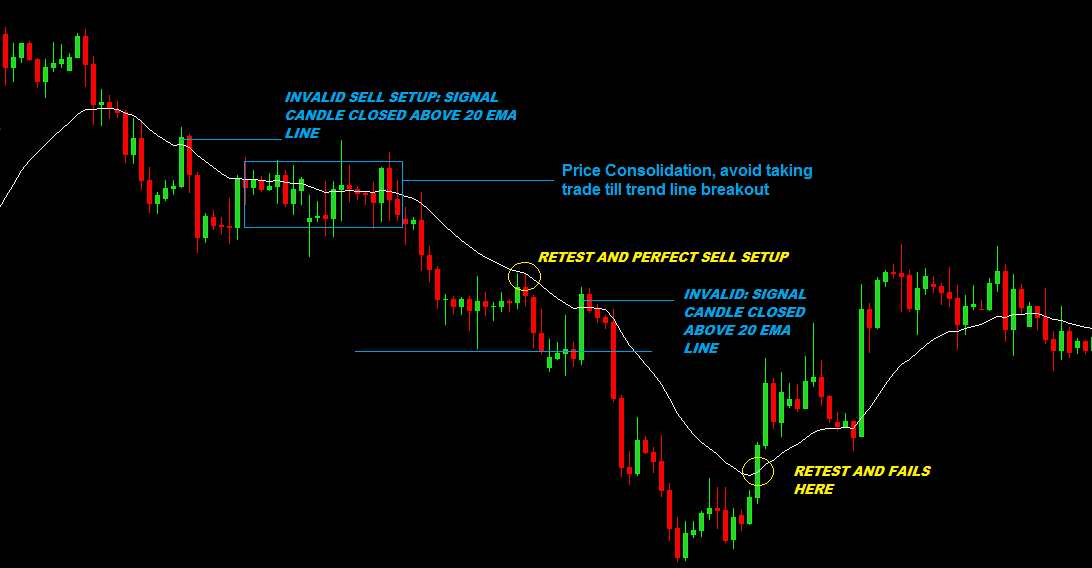 INVALID SELL SETUP: SIGNAL
CANDLE CLOSED ABOVE 20 EMA
LINE
Price Consolidation, avoid taking
trade till trend line breakout
RETEST AND PERFECT SELL SETUP
INVALID: SIGNAL
CANDLE CLOSED
ABOVE 20 EMA
LINE
RETEST AND FAILS
HERE